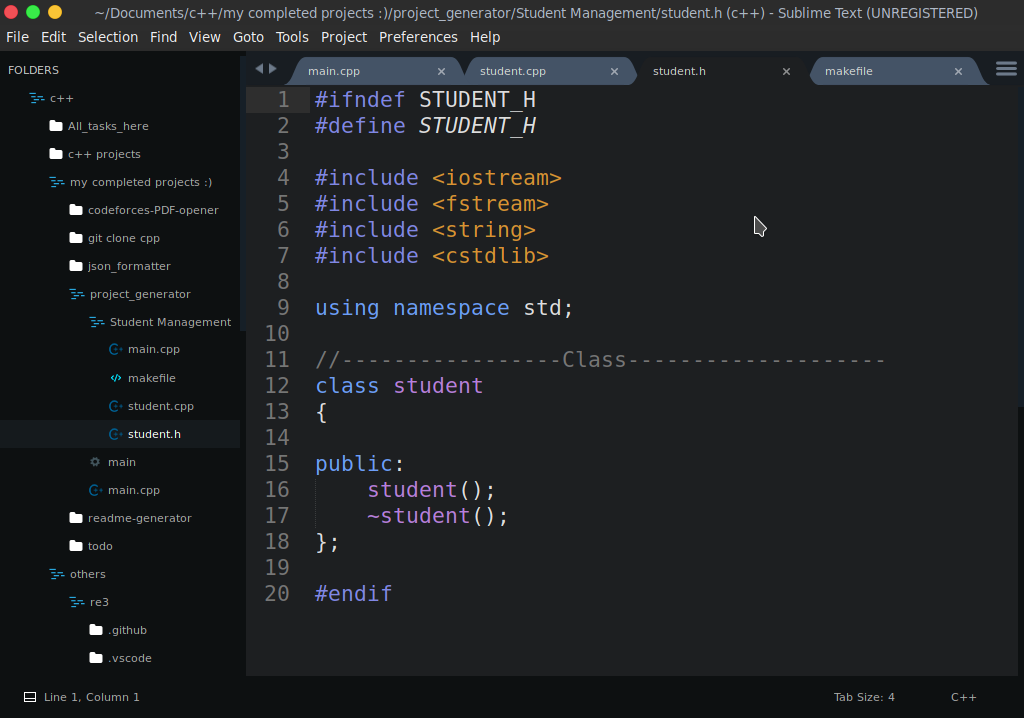 ~/Documents/c++/my completed projects :)/project_generator/Student Management/student.h (c++) - Sublime Text (UNREGISTERED)
File Edit Selection Find View Goto Tools Project Preferences Help
FOLDERS
c++
All_tasks_here
c++ projects
my completed projects :)
codeforces-PDF-opener
git clone cpp
json_formatter
project_generator
Student Management
main.cpp
makefile
student.cpp
student.h
main
main.cpp
readme-generator
todo
others
re3
.github
.vscode
main.cpp × student.cpp × student.h × makefile ×
1 #ifndef STUDENT_H
2 #define STUDENT_H
3
4 #include <iostream>
5 #include <fstream>
6 #include <string>
7 #include <cstdlib>
8
9 using namespace std;
10
11 //-----------------Class--------------------
12 class student
13 {
14
15 public:
16     student();
17     ~student();
18 };
19
20 #endif
Line 1, Column 1
Tab Size: 4
C++